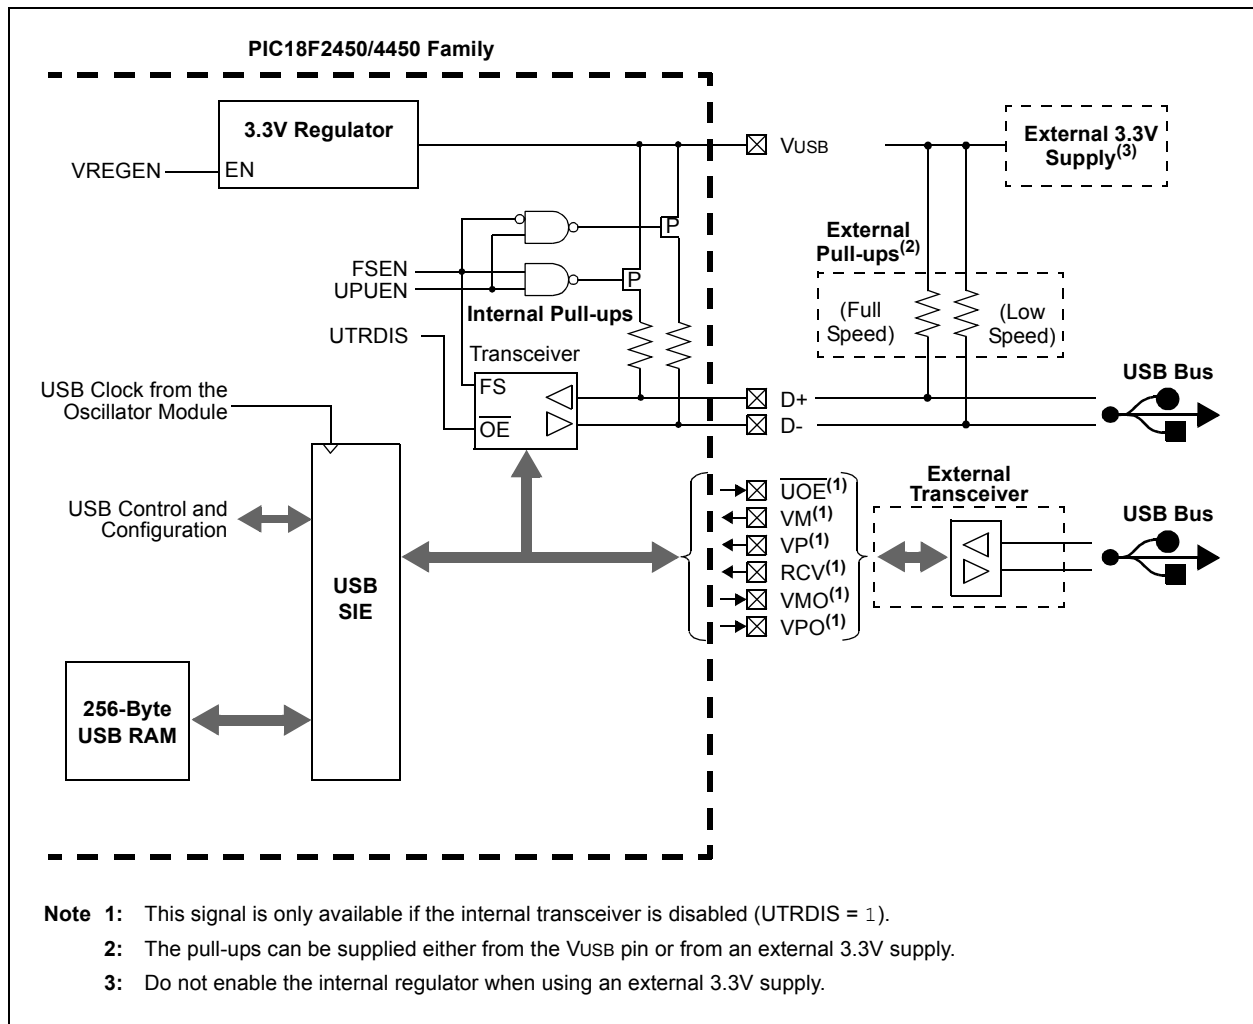 PIC18F2450/4450 Family
3.3V Regulator
EN
VREGEN
VUSB
External 3.3V
Supply(3)
P
P
External
Pull-ups(2)
FSEN
UPUEN
Internal Pull-ups
(Full
Speed)
(Low
Speed)
UTRDIS
Transceiver
FS
OE
USB Clock from the
Oscillator Module
D+
D-
USB Bus
USB Control and
Configuration
UOE(1)
VM(1)
VP(1)
RCV(1)
VMO(1)
VPO(1)
External
Transceiver
USB Bus
USB
SIE
256-Byte
USB RAM
Note 1: This signal is only available if the internal transceiver is disabled (UTRDIS = 1).
2: The pull-ups can be supplied either from the VUSB pin or from an external 3.3V supply.
3: Do not enable the internal regulator when using an external 3.3V supply.